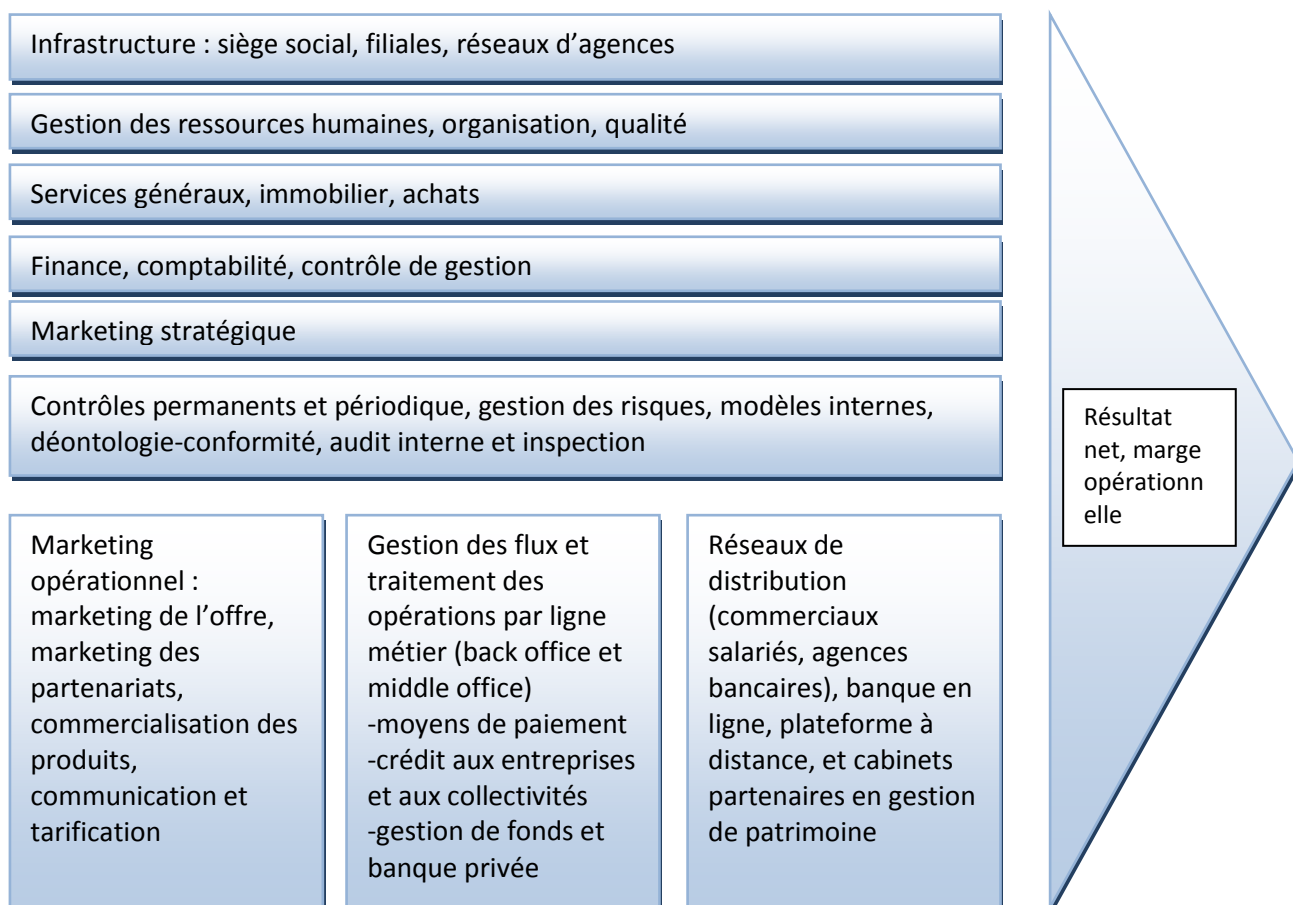 Infrastructure : siège social, filiales, réseaux d’agences
Gestion des ressources humaines, organisation, qualité
Services généraux, immobilier, achats
Finance, comptabilité, contrôle de gestion
Marketing stratégique
Contrôles permanents et périodique, gestion des risques, modèles internes,
déontologie-conformité, audit interne et inspection
Marketing
opérationnel :
marketing de l’offre,
marketing des
partenariats,
commercialisation des
produits,
communication et
tarification
Gestion des flux et
traitement des
opérations par ligne
métier (back office et
middle office)
-moyens de paiement
-crédit aux entreprises
et aux collectivités
-gestion de fonds et
banque privée
Réseaux de
distribution
(commerciaux
salariés, agences
bancaires), banque en
ligne, plateforme à
distance, et cabinets
partenaires en gestion
de patrimoine
Résultat
net, marge
opérationn
elle